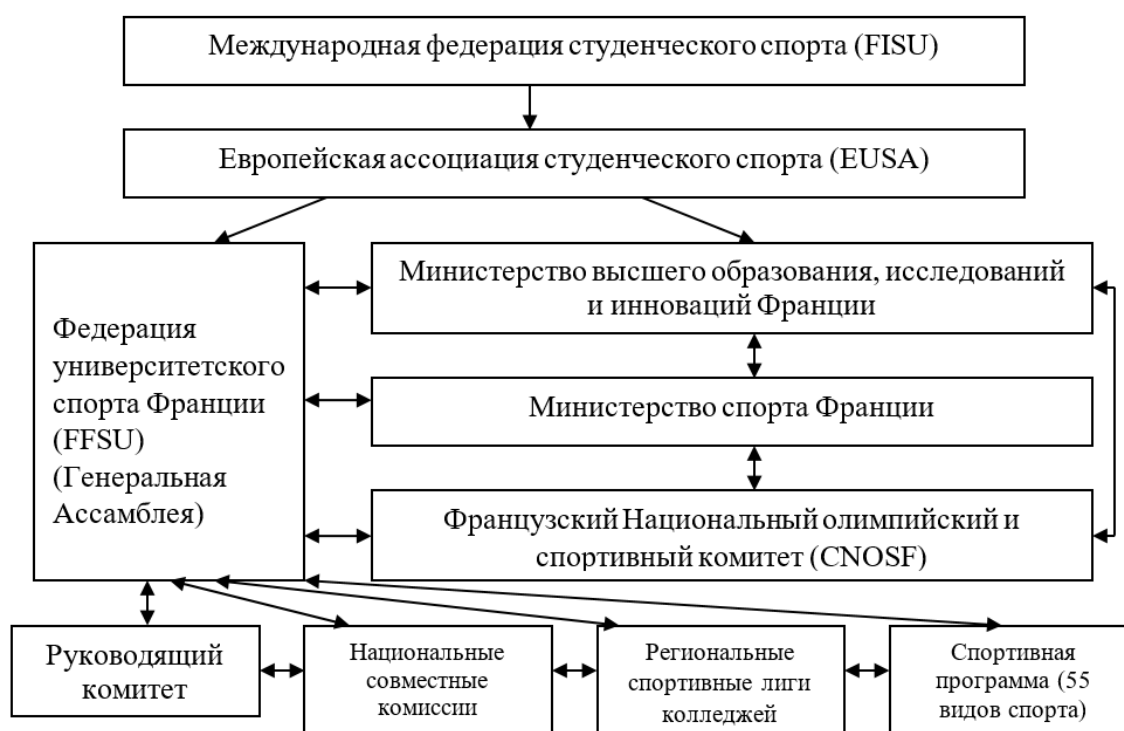 Международная федерация студенческого спорта (FISU)
Европейская ассоциация студенческого спорта (EUSA)
Федерация
университетского
спорта Франции
(FFSU)
(Генеральная
Ассамблея)
Министерство высшего образования, исследований
и инноваций Франции
Министерство спорта Франции
Французский Национальный олимпийский и
спортивный комитет (CNOSF)
Руководящий
комитет
Национальные
совместные
комиссии
Региональные
спортивные лиги
колледжей
Спортивная
программа (55
видов спорта)